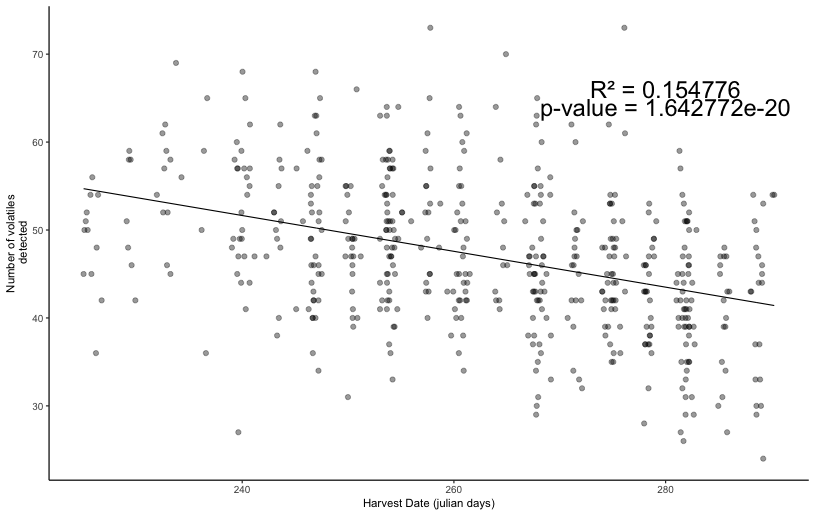 R² = 0.154776
p-value = 1.642772e-20
70
60
50
40
30
Number of volatiles
detected
240
260
280
Harvest Date (julian days)